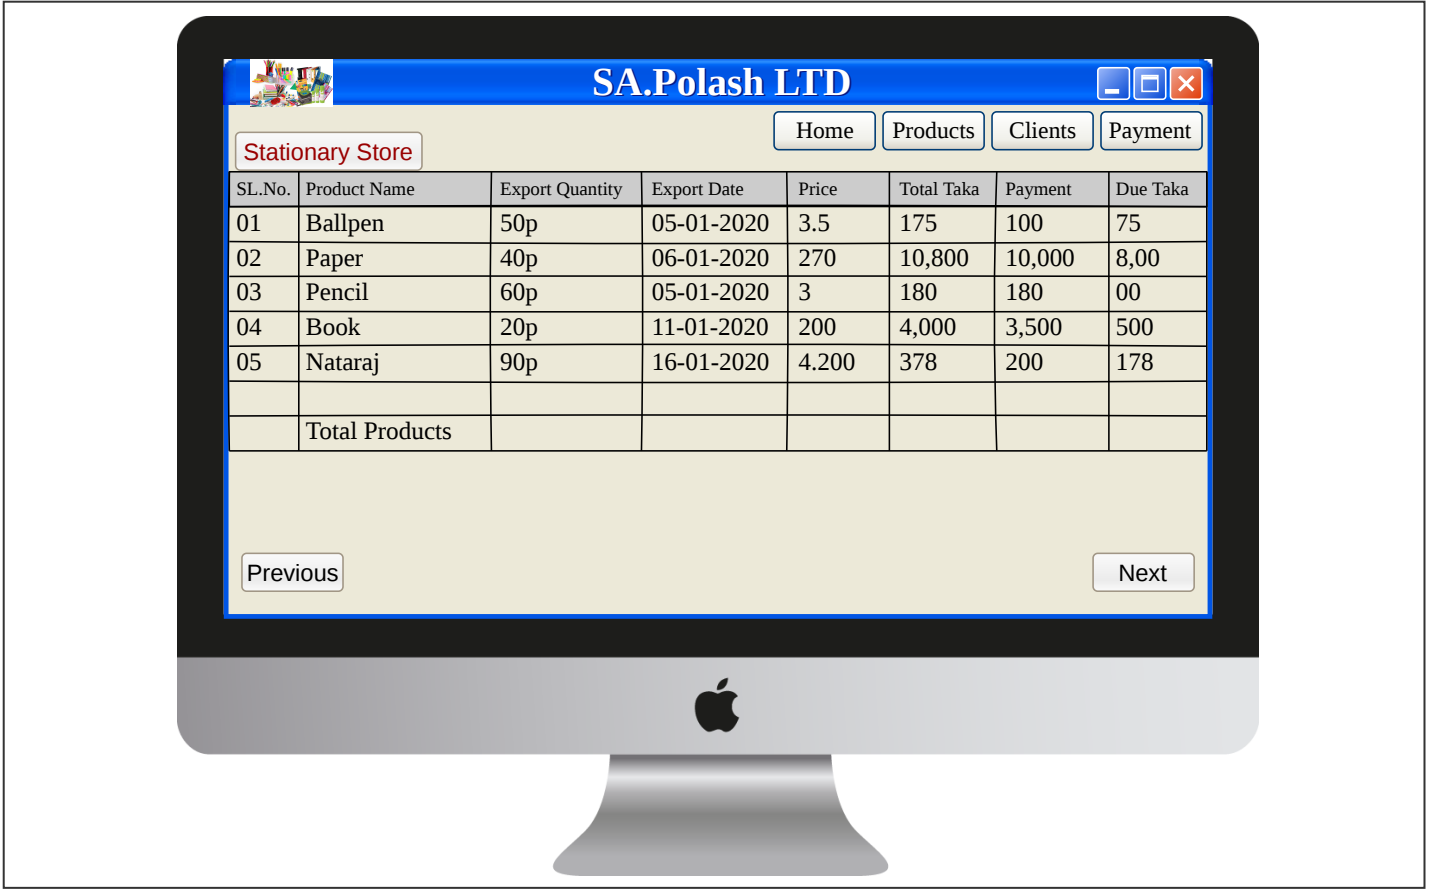 SA.Polash LTD
Home Products Clients Payment
Stationary Store
SL.No. Product Name Export Quantity Export Date Price Total Taka Payment Due Taka
01 Ballpen 50p 05-01-2020 3.5 175 100 75
02 Paper 40p 06-01-2020 270 10,800 10,000 8,00
03 Pencil 60p 05-01-2020 3 180 180 00
04 Book 20p 11-01-2020 200 4,000 3,500 500
05 Nataraj 90p 16-01-2020 4.200 378 200 178
Total Products
Previous Next